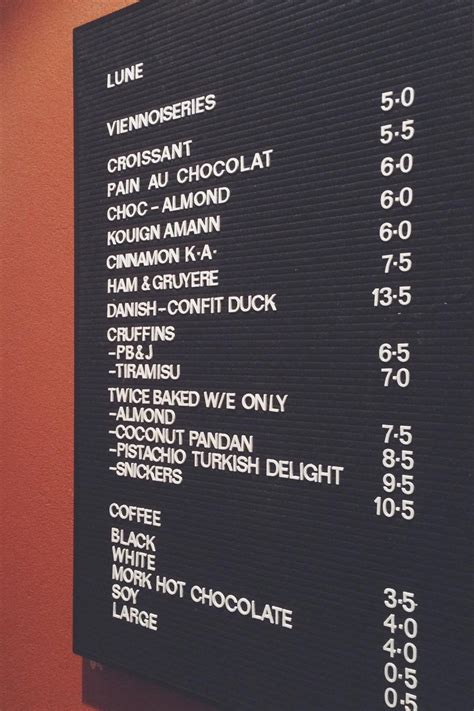 LUNE
VIENNOISERIES
CROISSANT 5·0
PAIN AU CHOCOLAT 5·5
CHOC-ALMOND 6·0
KOUIGN AMANN 6·0
CINNAMON K·A· 6·0
HAM & GRUYERE 7·5
DANISH-CONFIT DUCK 13·5
CRUFFINS
-PB&J 6·5
-TIRAMISU 7·0
TWICE BAKED W/E ONLY
-ALMOND 7·5
-COCONUT PANDAN 8·5
-PISTACHIO TURKISH DELIGHT 9·5
-SNICKERS 10·5
COFFEE
BLACK 3·5
WHITE 4·0
MORK HOT CHOCOLATE 4·0
SOY 0·5
LARGE 0·5